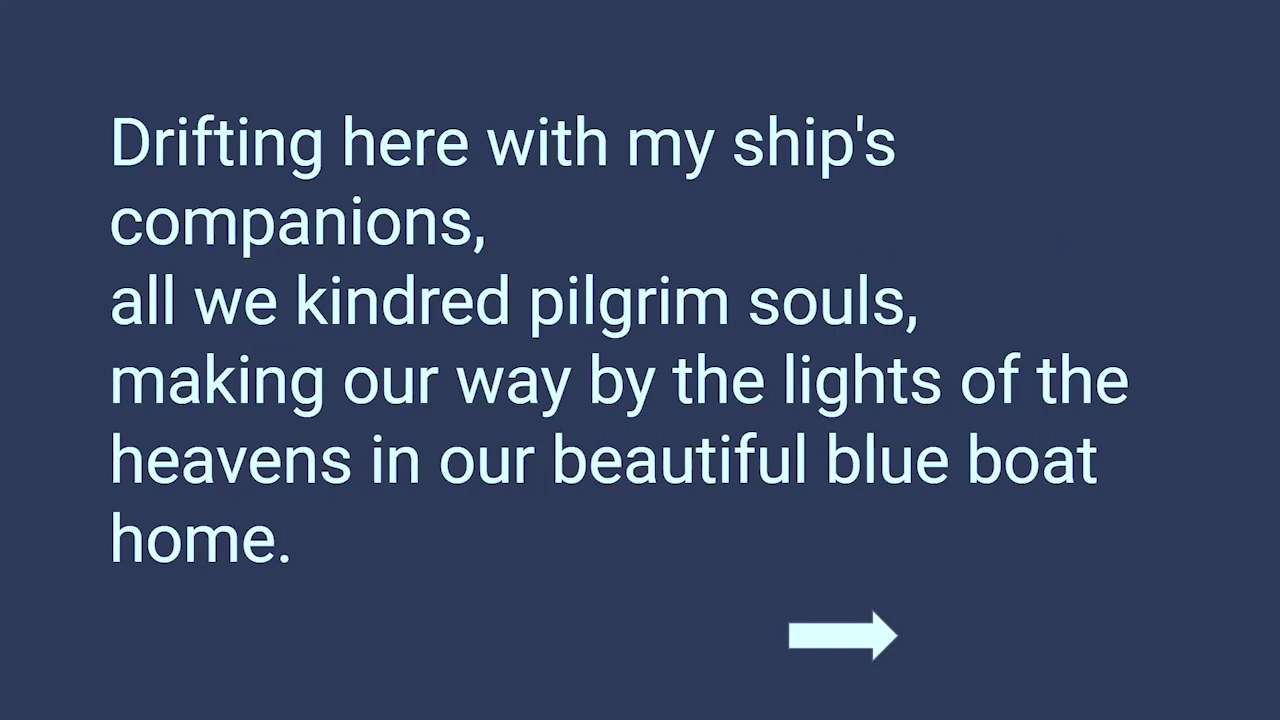 Drifting here with my ship's
companions,
all we kindred pilgrim souls,
making our way by the lights of the
heavens in our beautiful blue boat
home.